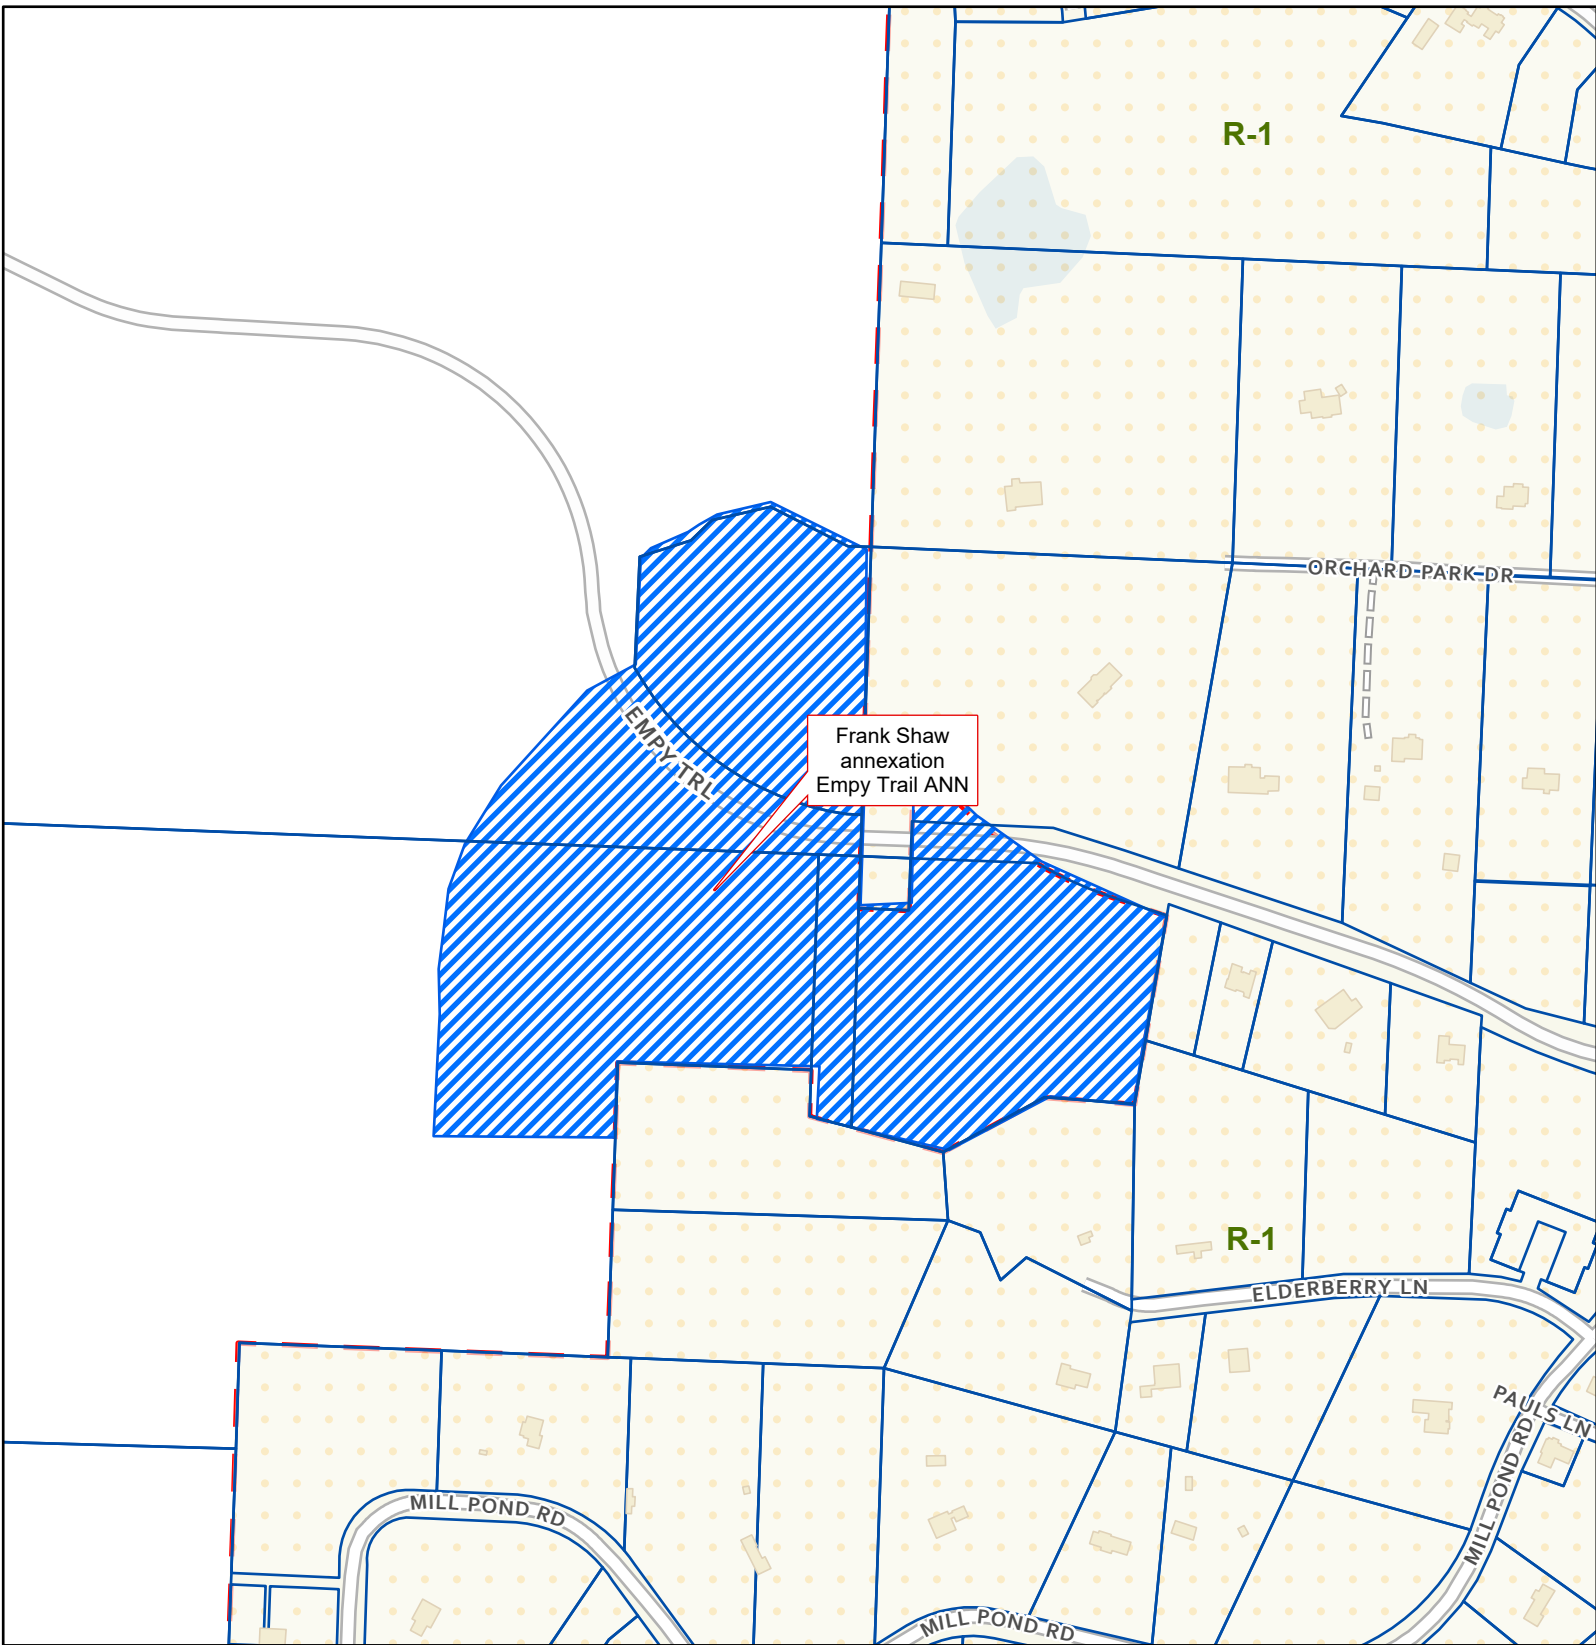 R-1
ORCHARD PARK DR
EMPY TRL
Frank Shaw
annexation
Empy Trail ANN
R-1
ELDERBERRY LN
PAULS LN
MILL POND RD
MILL POND RD
MILL POND RD